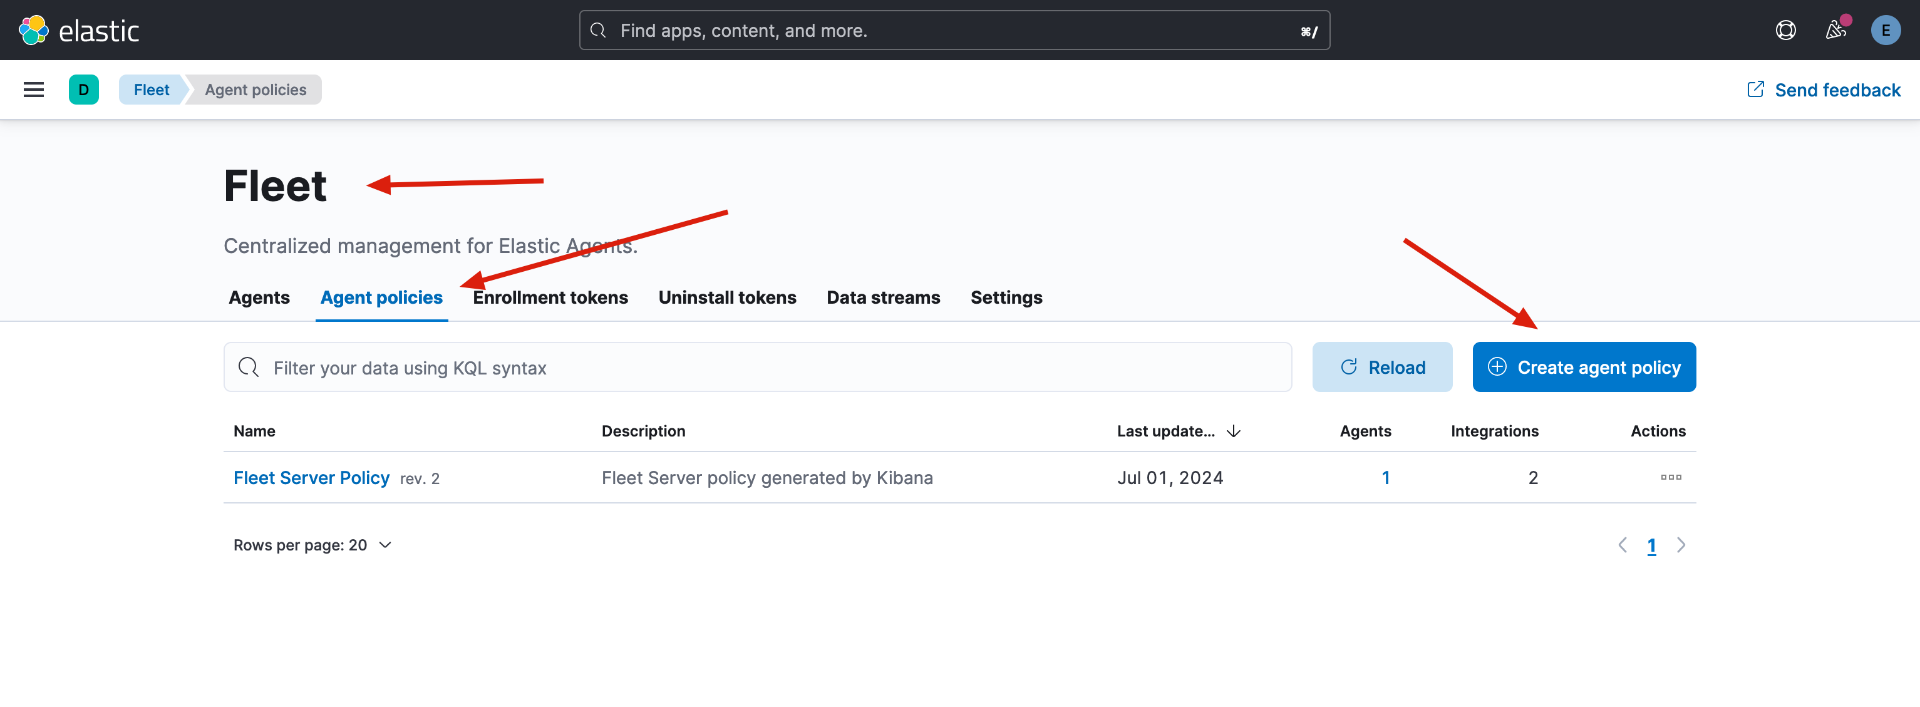 elastic
Find apps, content, and more.
⌘/
E
D
Fleet
Agent policies
Send feedback
Fleet
Centralized management for Elastic Agents.
Agents
Agent policies
Enrollment tokens
Uninstall tokens
Data streams
Settings
Filter your data using KQL syntax
Reload
Create agent policy
Name Description Last update... Agents Integrations Actions
Fleet Server Policy rev. 2 Fleet Server policy generated by Kibana Jul 01, 2024 1 2
Rows per page: 20
1